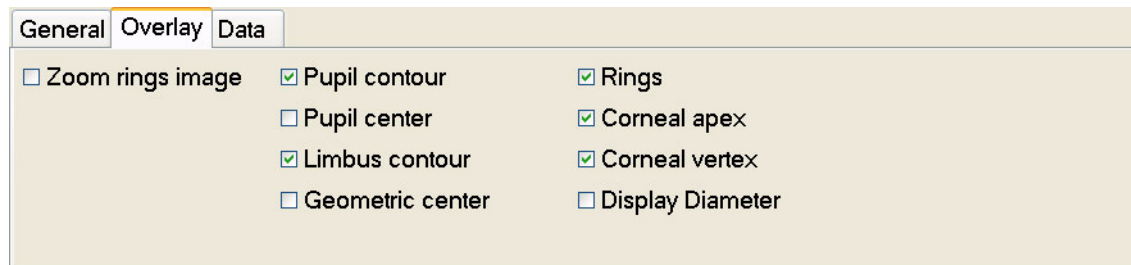 General Overlay Data
Zoom rings image Pupil contour Rings
Pupil center Corneal apex
Limbus contour Corneal vertex
Geometric center Display Diameter